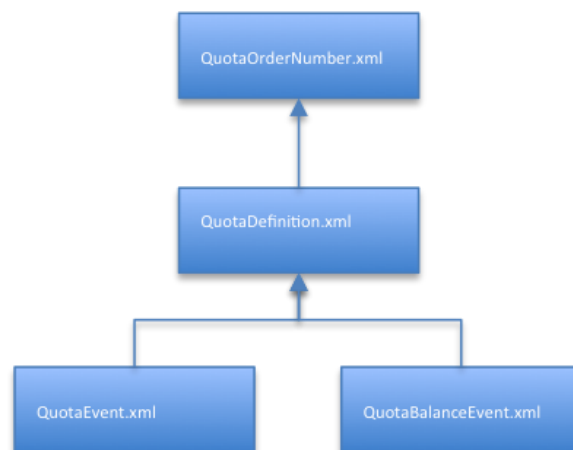 QuotaOrderNumber.xml
QuotaDefinition.xml
QuotaEvent.xml
QuotaBalanceEvent.xml